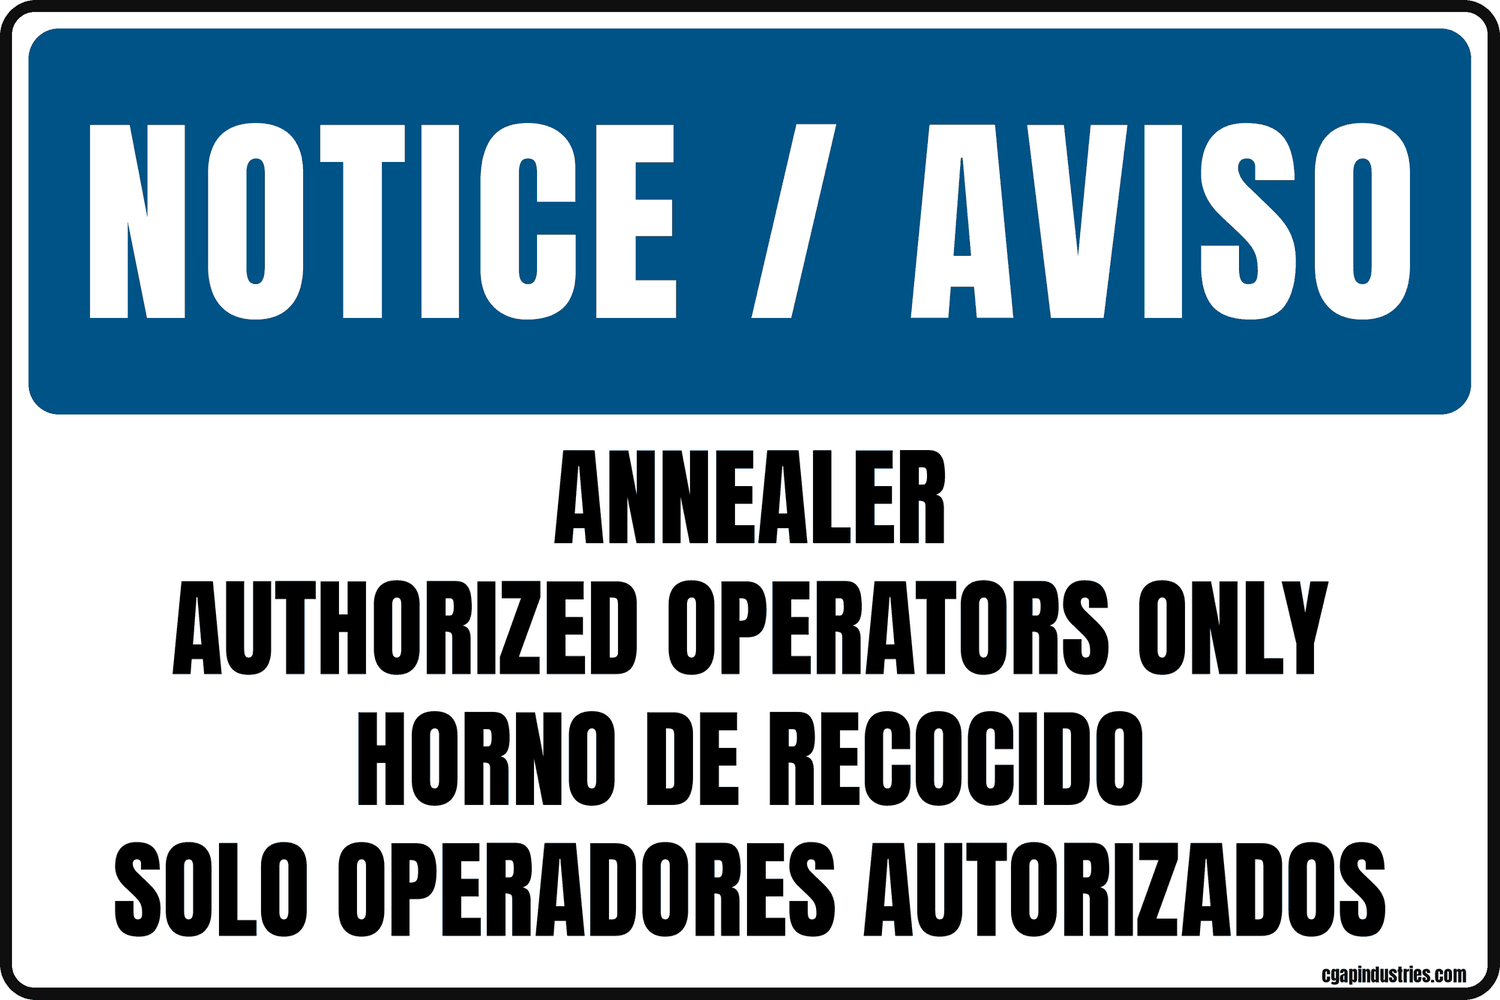 NOTICE / AVISO
ANNEALER
AUTHORIZED OPERATORS ONLY
HORNO DE RECOCIDO
SOLO OPERADORES AUTORIZADOS
cgapindustries.com